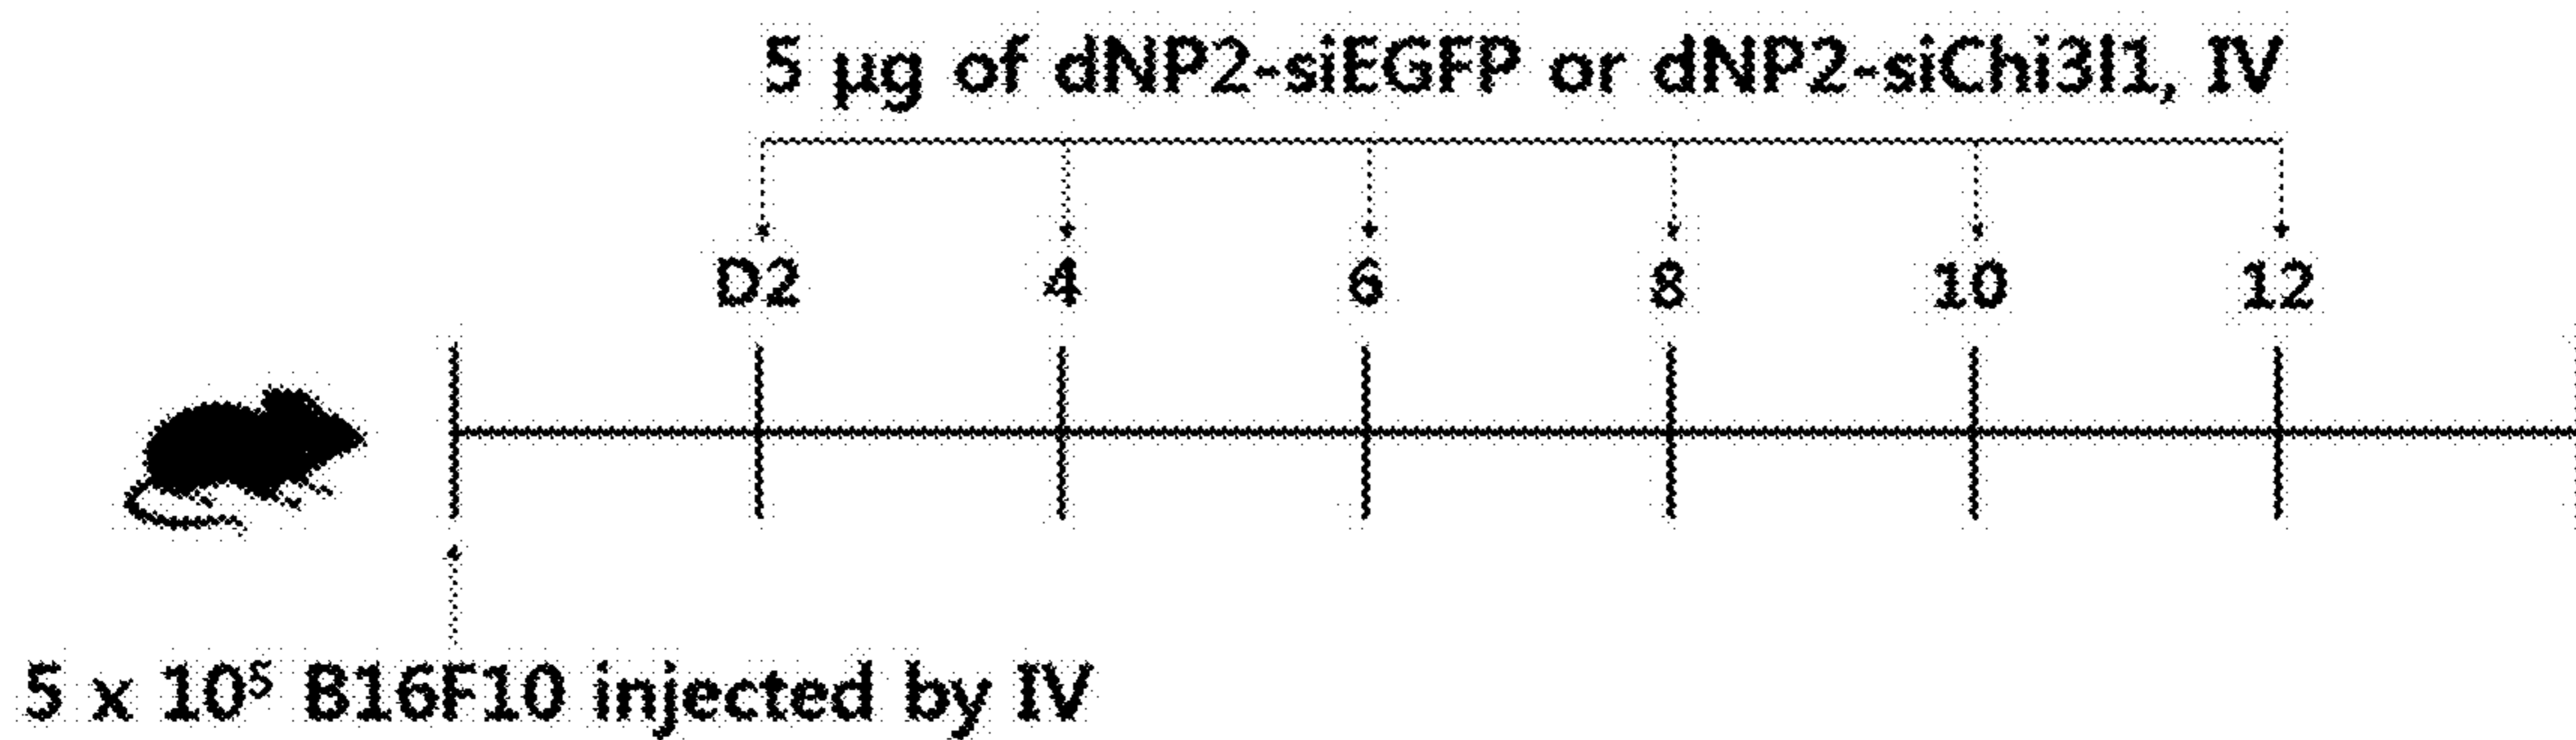 5 µg of dNP2-siEGFP or dNP2-siChi3l1, IV
D2 4 6 8 10 12
5 x 10⁵ B16F10 injected by IV